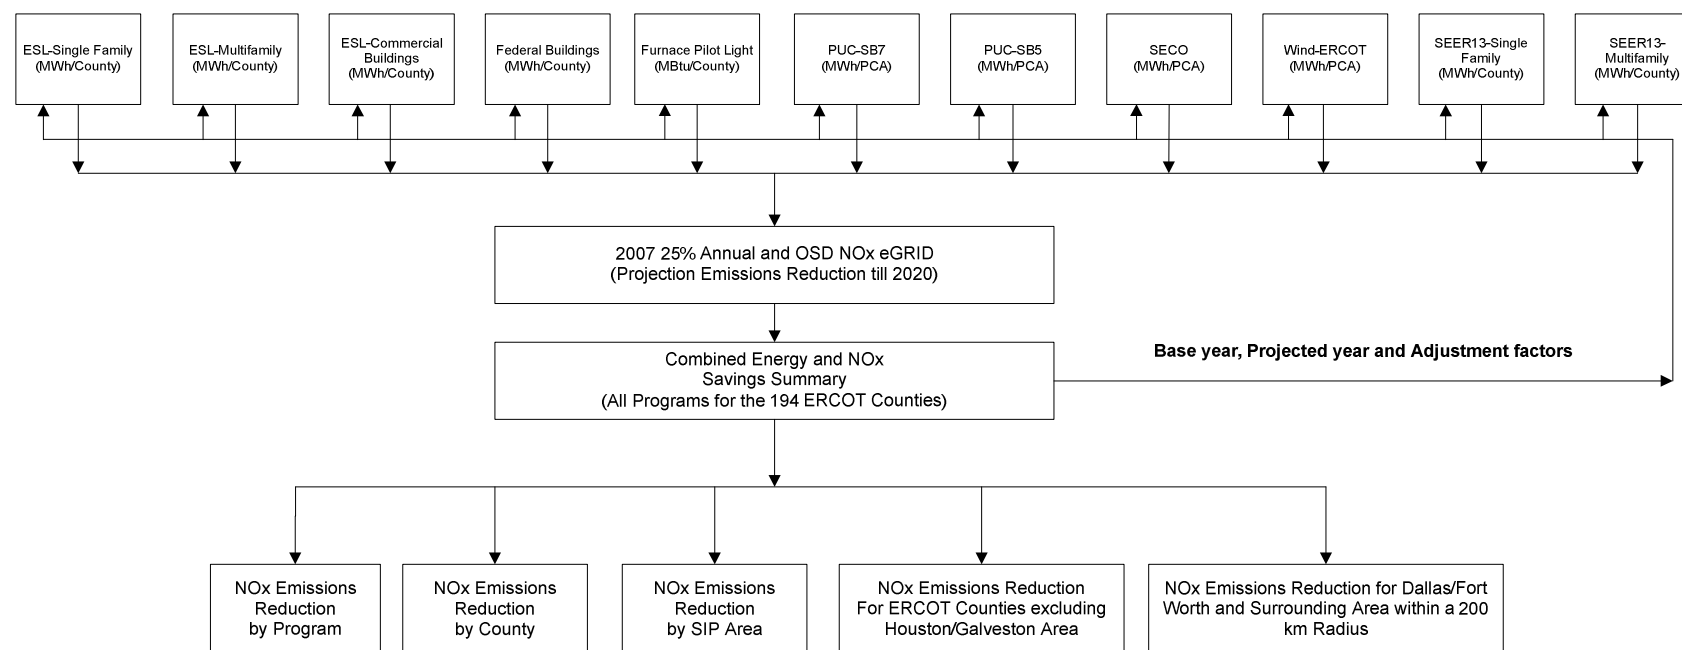 ESL-Single Family
(MWh/County)
ESL-Multifamily
(MWh/County)
ESL-Commercial
Buildings
(MWh/County)
Federal Buildings
(MWh/County)
Furnace Pilot Light
(MBtu/County)
PUC-SB7
(MWh/PCA)
PUC-SB5
(MWh/PCA)
SECO
(MWh/PCA)
Wind-ERCOT
(MWh/PCA)
SEER13-Single
Family
(MWh/County)
SEER13-
Multifamily
(MWh/County)
2007 25% Annual and OSD NOx eGRID
(Projection Emissions Reduction till 2020)
Combined Energy and NOx
Savings Summary
(All Programs for the 194 ERCOT Counties)
Base year, Projected year and Adjustment factors
NOx Emissions
Reduction
by Program
NOx Emissions
Reduction
by County
NOx Emissions
Reduction
by SIP Area
NOx Emissions Reduction
For ERCOT Counties excluding
Houston/Galveston Area
NOx Emissions Reduction for Dallas/Fort
Worth and Surrounding Area within a 200
km Radius